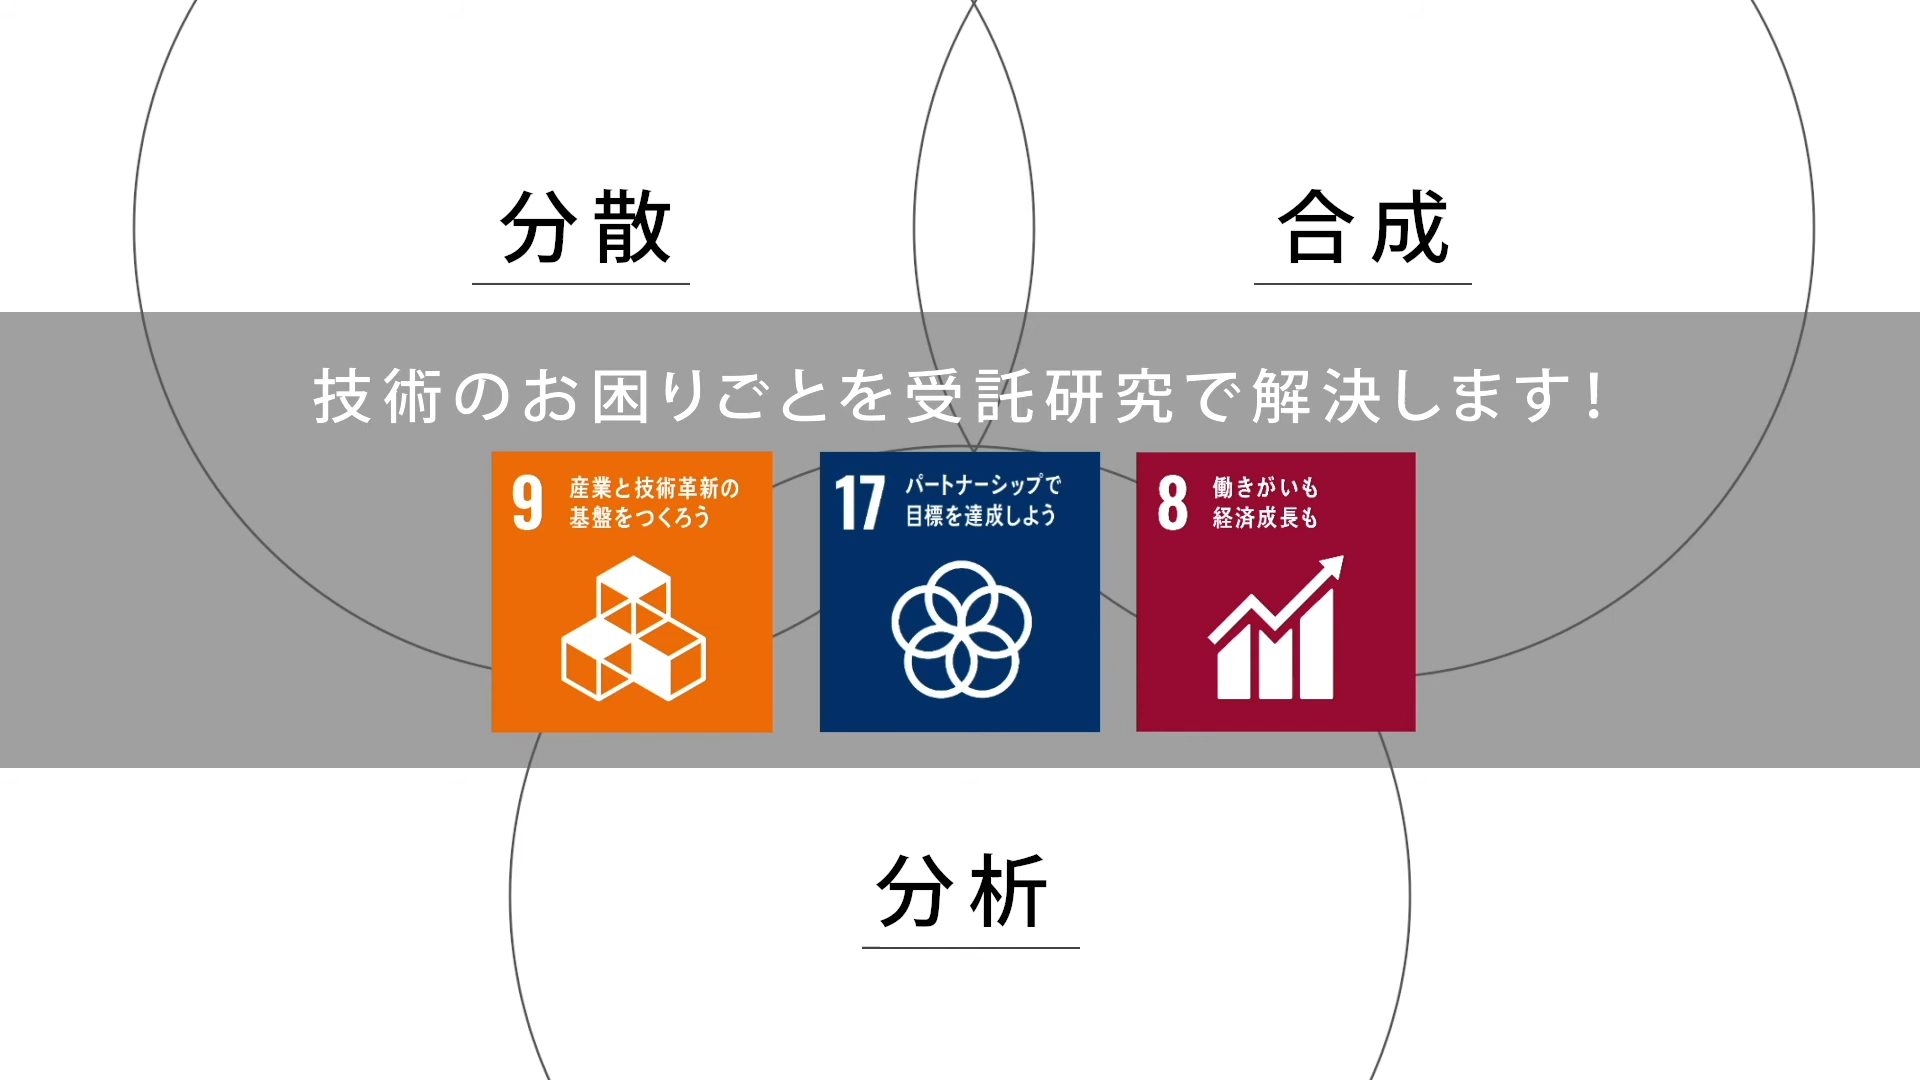 分散
合成
技術のお困りごとを受託研究で解決します!
9
産業と技術革新の
基盤をつくろう
17
パートナーシップで
目標を達成しよう
8
働きがいも
経済成長も
分析